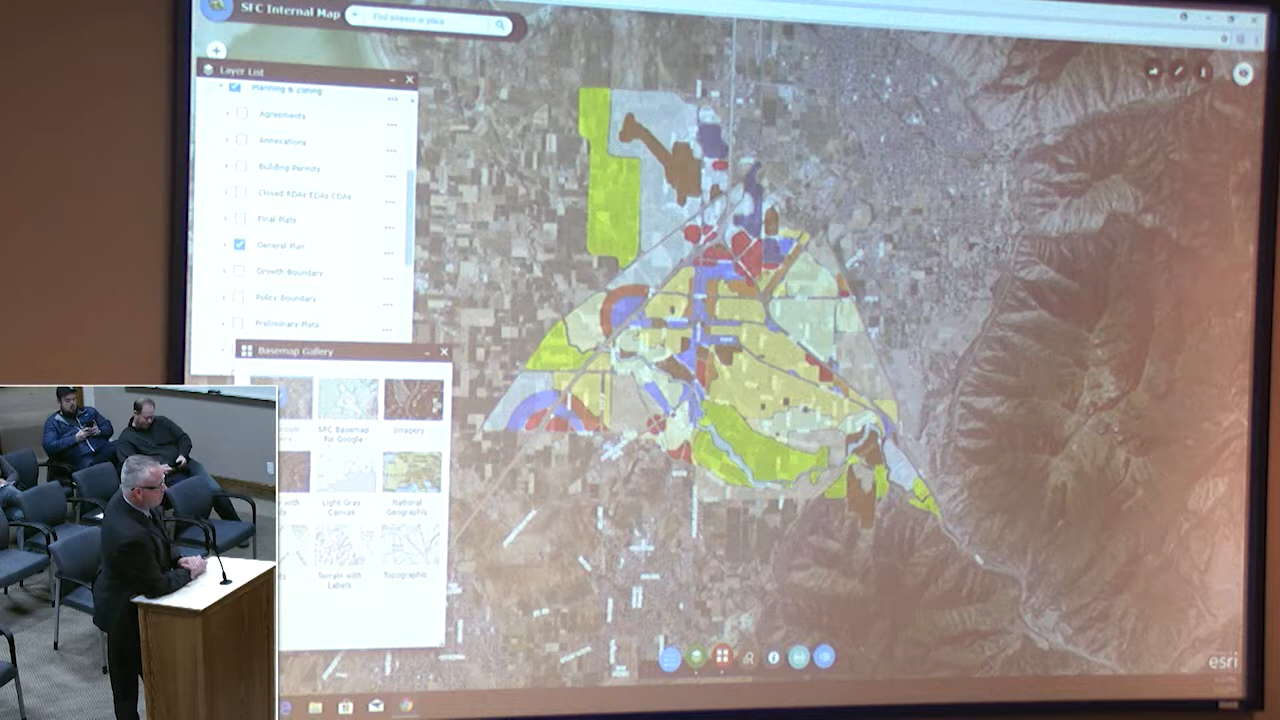 SFC Internal Map
Find address or place
Layer List
Planning & Zoning
Agreements
Annexations
Building Permits
Closed RDAs EDAs CDAs
Final Plats
General Plan
Growth Boundary
Policy Boundary
Preliminary Plats
Basemap Gallery
SFC Basemap
for Google
Imagery
Light Gray
Canvas
National
Geographic
Terrain with
Labels
Topographic
esri